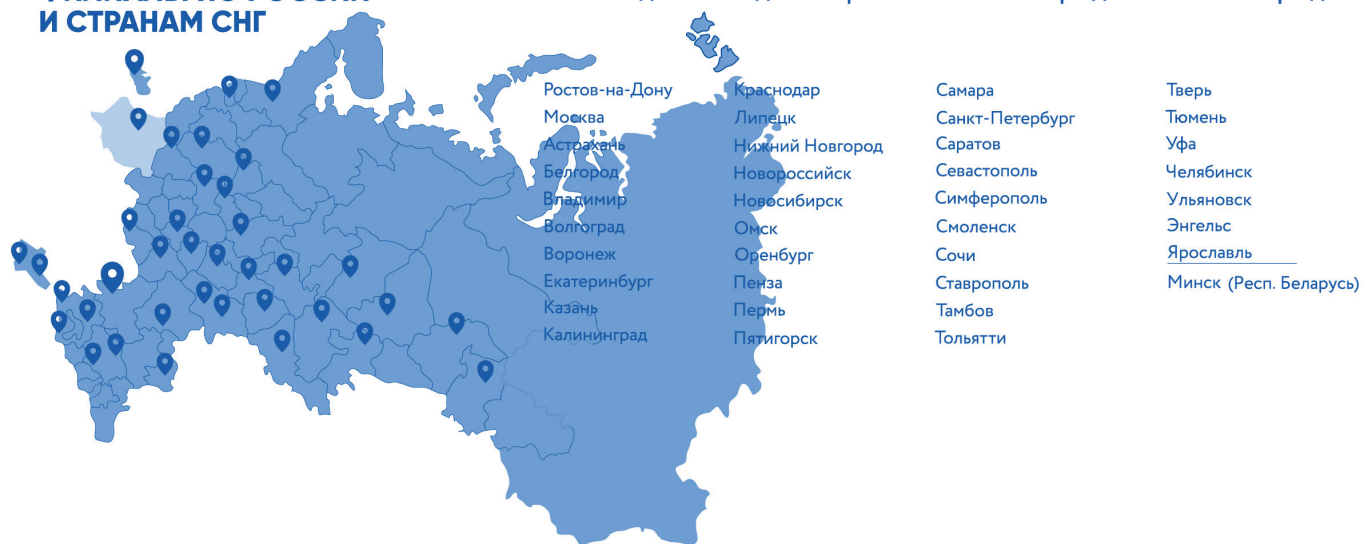 И СТРАНАМ СНГ
Ростов-на-Дону
Москва
Астрахань
Белгород
Владимир
Волгоград
Воронеж
Екатеринбург
Казань
Калининград
Краснодар
Липецк
Нижний Новгород
Новороссийск
Новосибирск
Омск
Оренбург
Пенза
Пермь
Пятигорск
Самара
Санкт-Петербург
Саратов
Севастополь
Симферополь
Смоленск
Сочи
Ставрополь
Тамбов
Тольятти
Тверь
Тюмень
Уфа
Челябинск
Ульяновск
Энгельс
Ярославль
Минск (Респ. Беларусь)